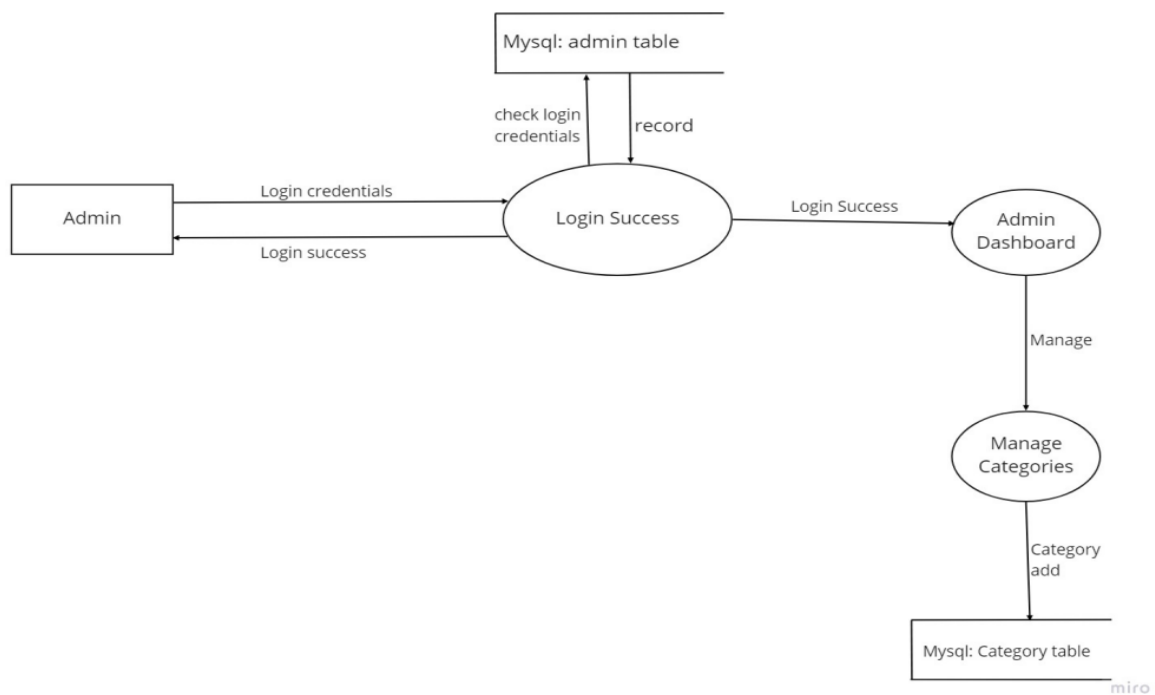 Mysql: admin table
check login
credentials
record
Login credentials
Admin
Login Success
Login Success
Admin
Dashboard
Login success
Manage
Manage
Categories
Category
add
Mysql: Category table
miro